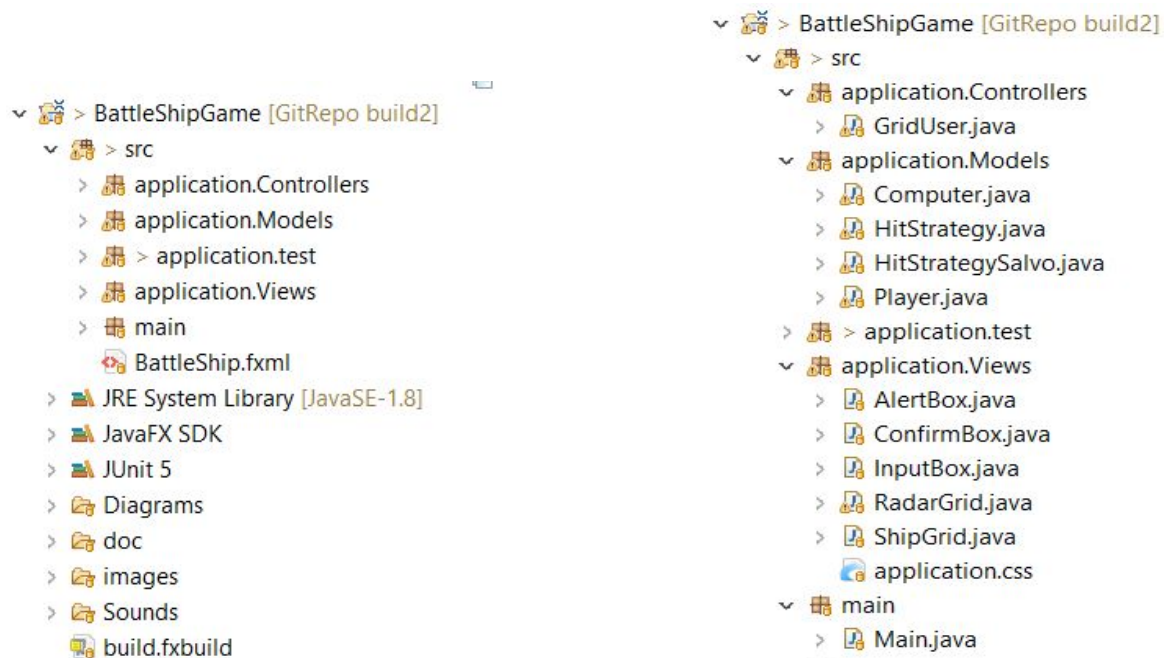 > BattleShipGame [GitRepo build2]
> src
application.Controllers
application.Models
> application.test
application.Views
main
BattleShip.fxml
JRE System Library [JavaSE-1.8]
JavaFX SDK
JUnit 5
Diagrams
doc
images
Sounds
build.fxbuild
> BattleShipGame [GitRepo build2]
> src
application.Controllers
GridUser.java
application.Models
Computer.java
HitStrategy.java
HitStrategySalvo.java
Player.java
> application.test
application.Views
AlertBox.java
ConfirmBox.java
InputBox.java
RadarGrid.java
ShipGrid.java
application.css
main
Main.java